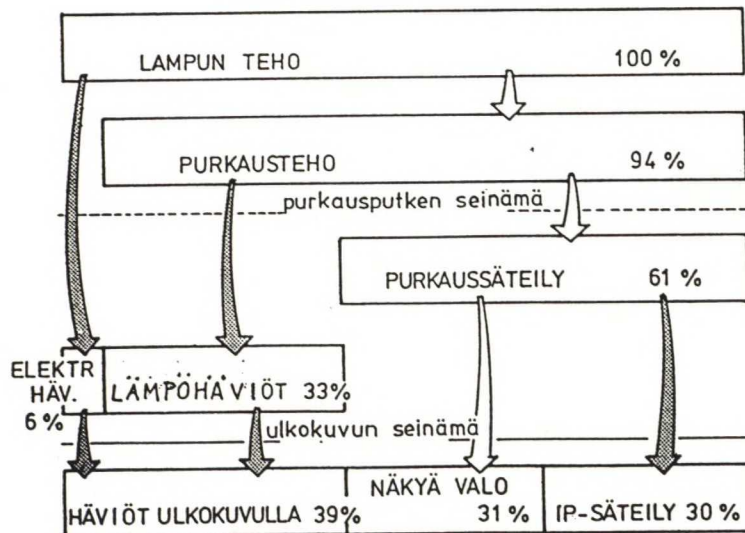 LAMPUN TEHO 100 %
PURKAUSTEHO 94 %
purkausputken seinämä
PURKAUSSÄTEILY 61 %
ELEKTR
HÄV.
6 %
LÄMPÖHÄVIÖT 33%
ulkokuvun seinämä
HÄVIÖT ULKOKUVULLA 39%
NÄKYÄ VALO
31 %
IP-SÄTEILY 30 %